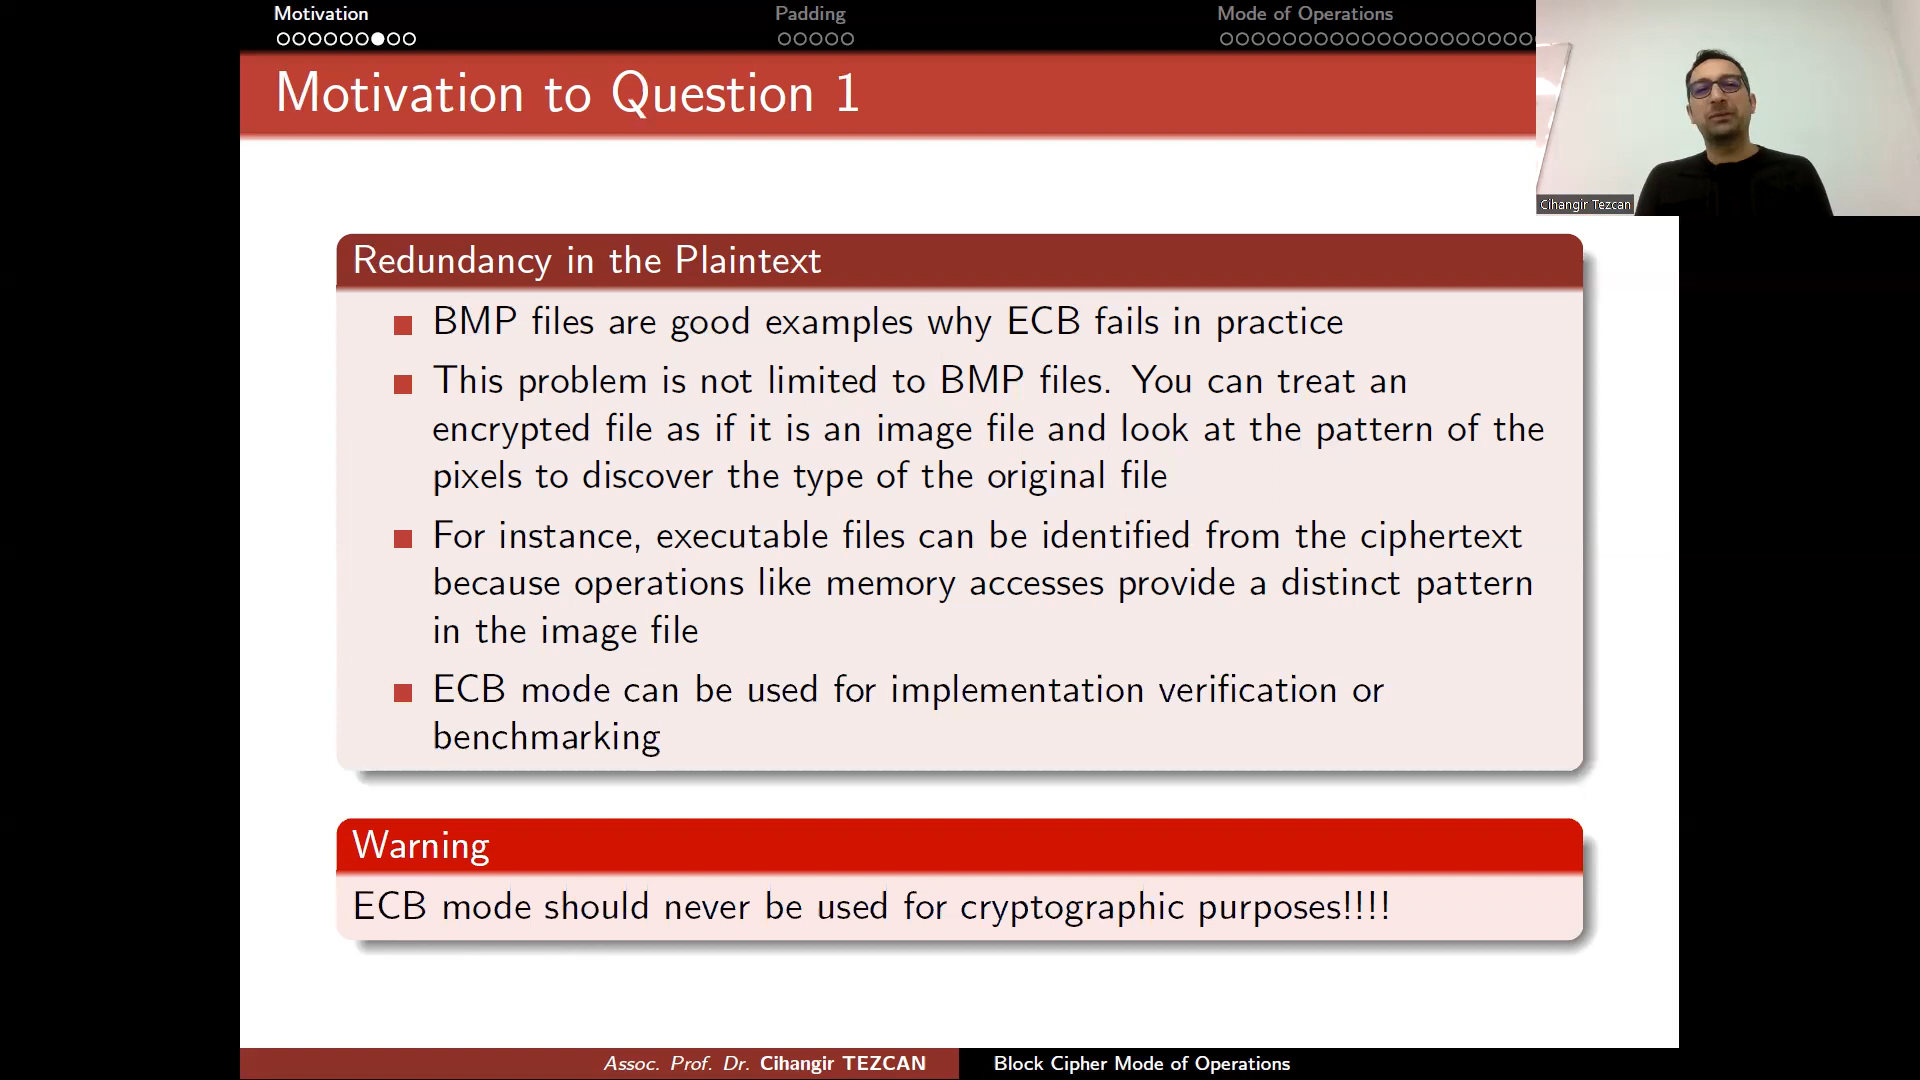 Motivation
Padding
Mode of Operations
Motivation to Question 1
Cihangir Tezcan
Redundancy in the Plaintext
BMP files are good examples why ECB fails in practice
This problem is not limited to BMP files. You can treat an
encrypted file as if it is an image file and look at the pattern of the
pixels to discover the type of the original file
For instance, executable files can be identified from the ciphertext
because operations like memory accesses provide a distinct pattern
in the image file
ECB mode can be used for implementation verification or
benchmarking
Warning
ECB mode should never be used for cryptographic purposes!!!!
Assoc. Prof. Dr. Cihangir TEZCAN
Block Cipher Mode of Operations